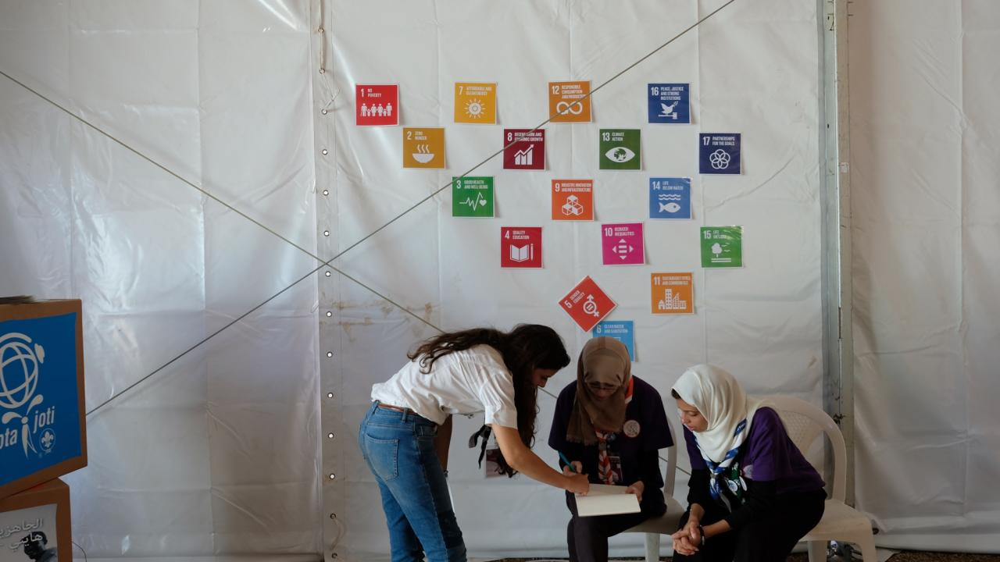 1 NO
POVERTY
7 AFFORDABLE AND
CLEAN ENERGY
12 RESPONSIBLE
CONSUMPTION
AND PRODUCTION
16 PEACE, JUSTICE
AND STRONG
INSTITUTIONS
2 ZERO
HUNGER
8 DECENT WORK AND
ECONOMIC GROWTH
13 CLIMATE
ACTION
17 PARTNERSHIPS
FOR THE GOALS
3 GOOD HEALTH
AND WELL-BEING
9 INDUSTRY, INNOVATION
AND INFRASTRUCTURE
14 LIFE
BELOW WATER
4 QUALITY
EDUCATION
10 REDUCED
INEQUALITIES
15 LIFE
ON LAND
5 GENDER
EQUALITY
11 SUSTAINABLE CITIES
AND COMMUNITIES
6 CLEAN WATER
AND SANITATION
ota joti